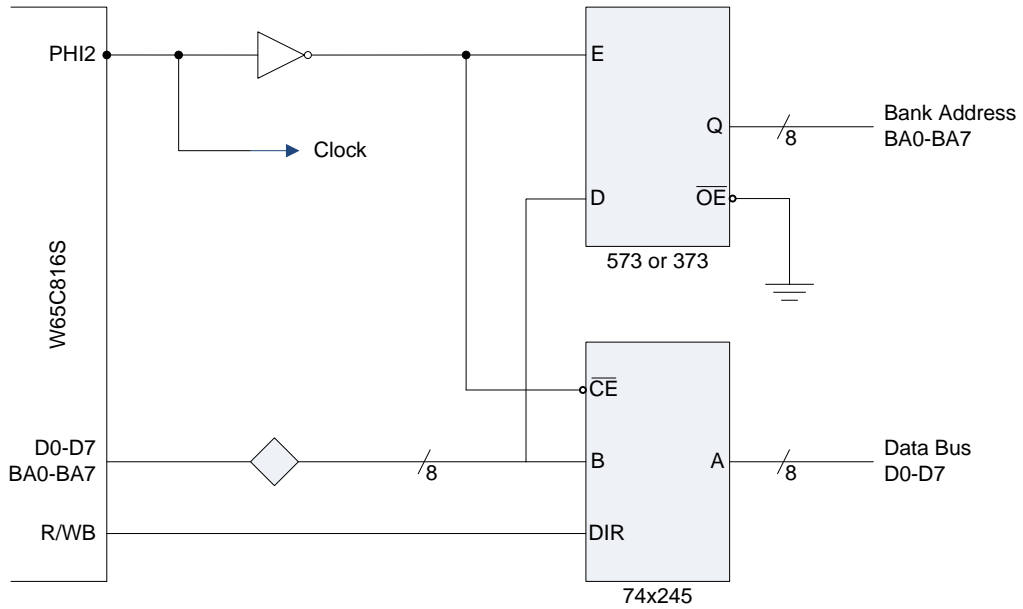 PHI2
E
Q
8
Bank Address
BA0-BA7
Clock
D
OE
573 or 373
W65C816S
CE
D0-D7
BA0-BA7
8
B
A
8
Data Bus
D0-D7
R/WB
DIR
74x245